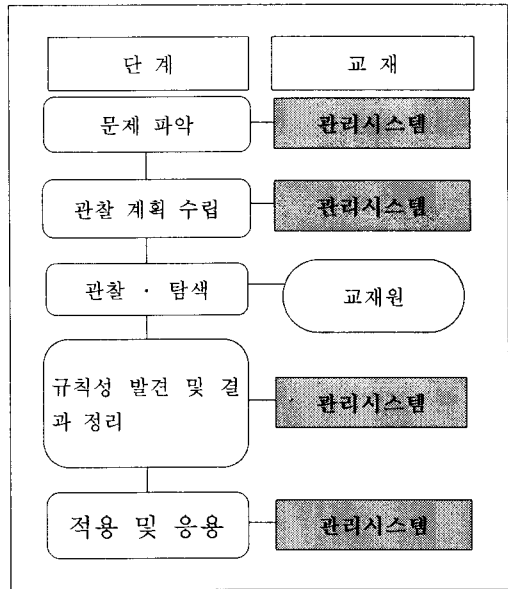 단 계
교 재
문제 파악
관리시스템
관찰 계획 수립
관리시스템
관찰 · 탐색
교재원
규칙성 발견 및 결
과 정리
관리시스템
적용 및 응용
관리시스템